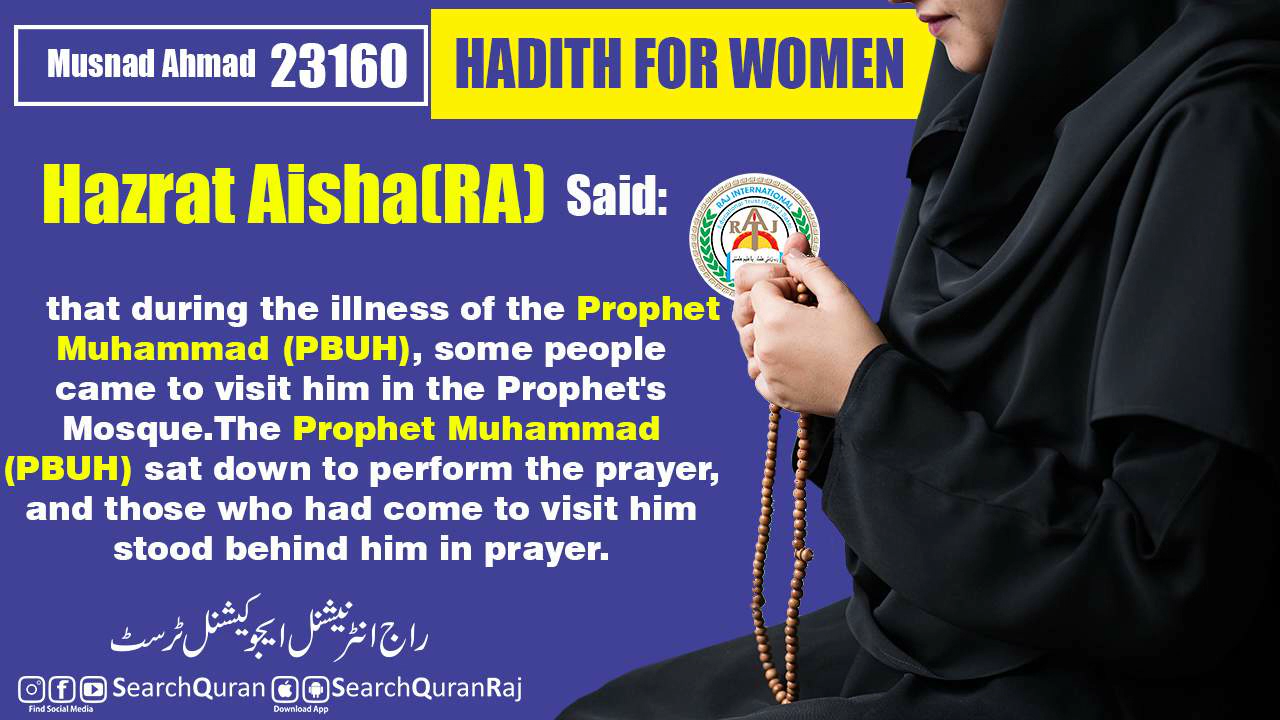 Musnad Ahmad 23160
HADITH FOR WOMEN
Hazrat Aisha(RA) Said:
RAJ INTERNATIONAL
RAJ
that during the illness of the Prophet
Muhammad (PBUH), some people
came to visit him in the Prophet's
Mosque.The Prophet Muhammad
(PBUH) sat down to perform the prayer,
and those who had come to visit him
stood behind him in prayer.
راج انٹرنیشنل ایجوکیشنل ٹرسٹ
SearchQuran SearchQuranRaj
Find Social Media Download App